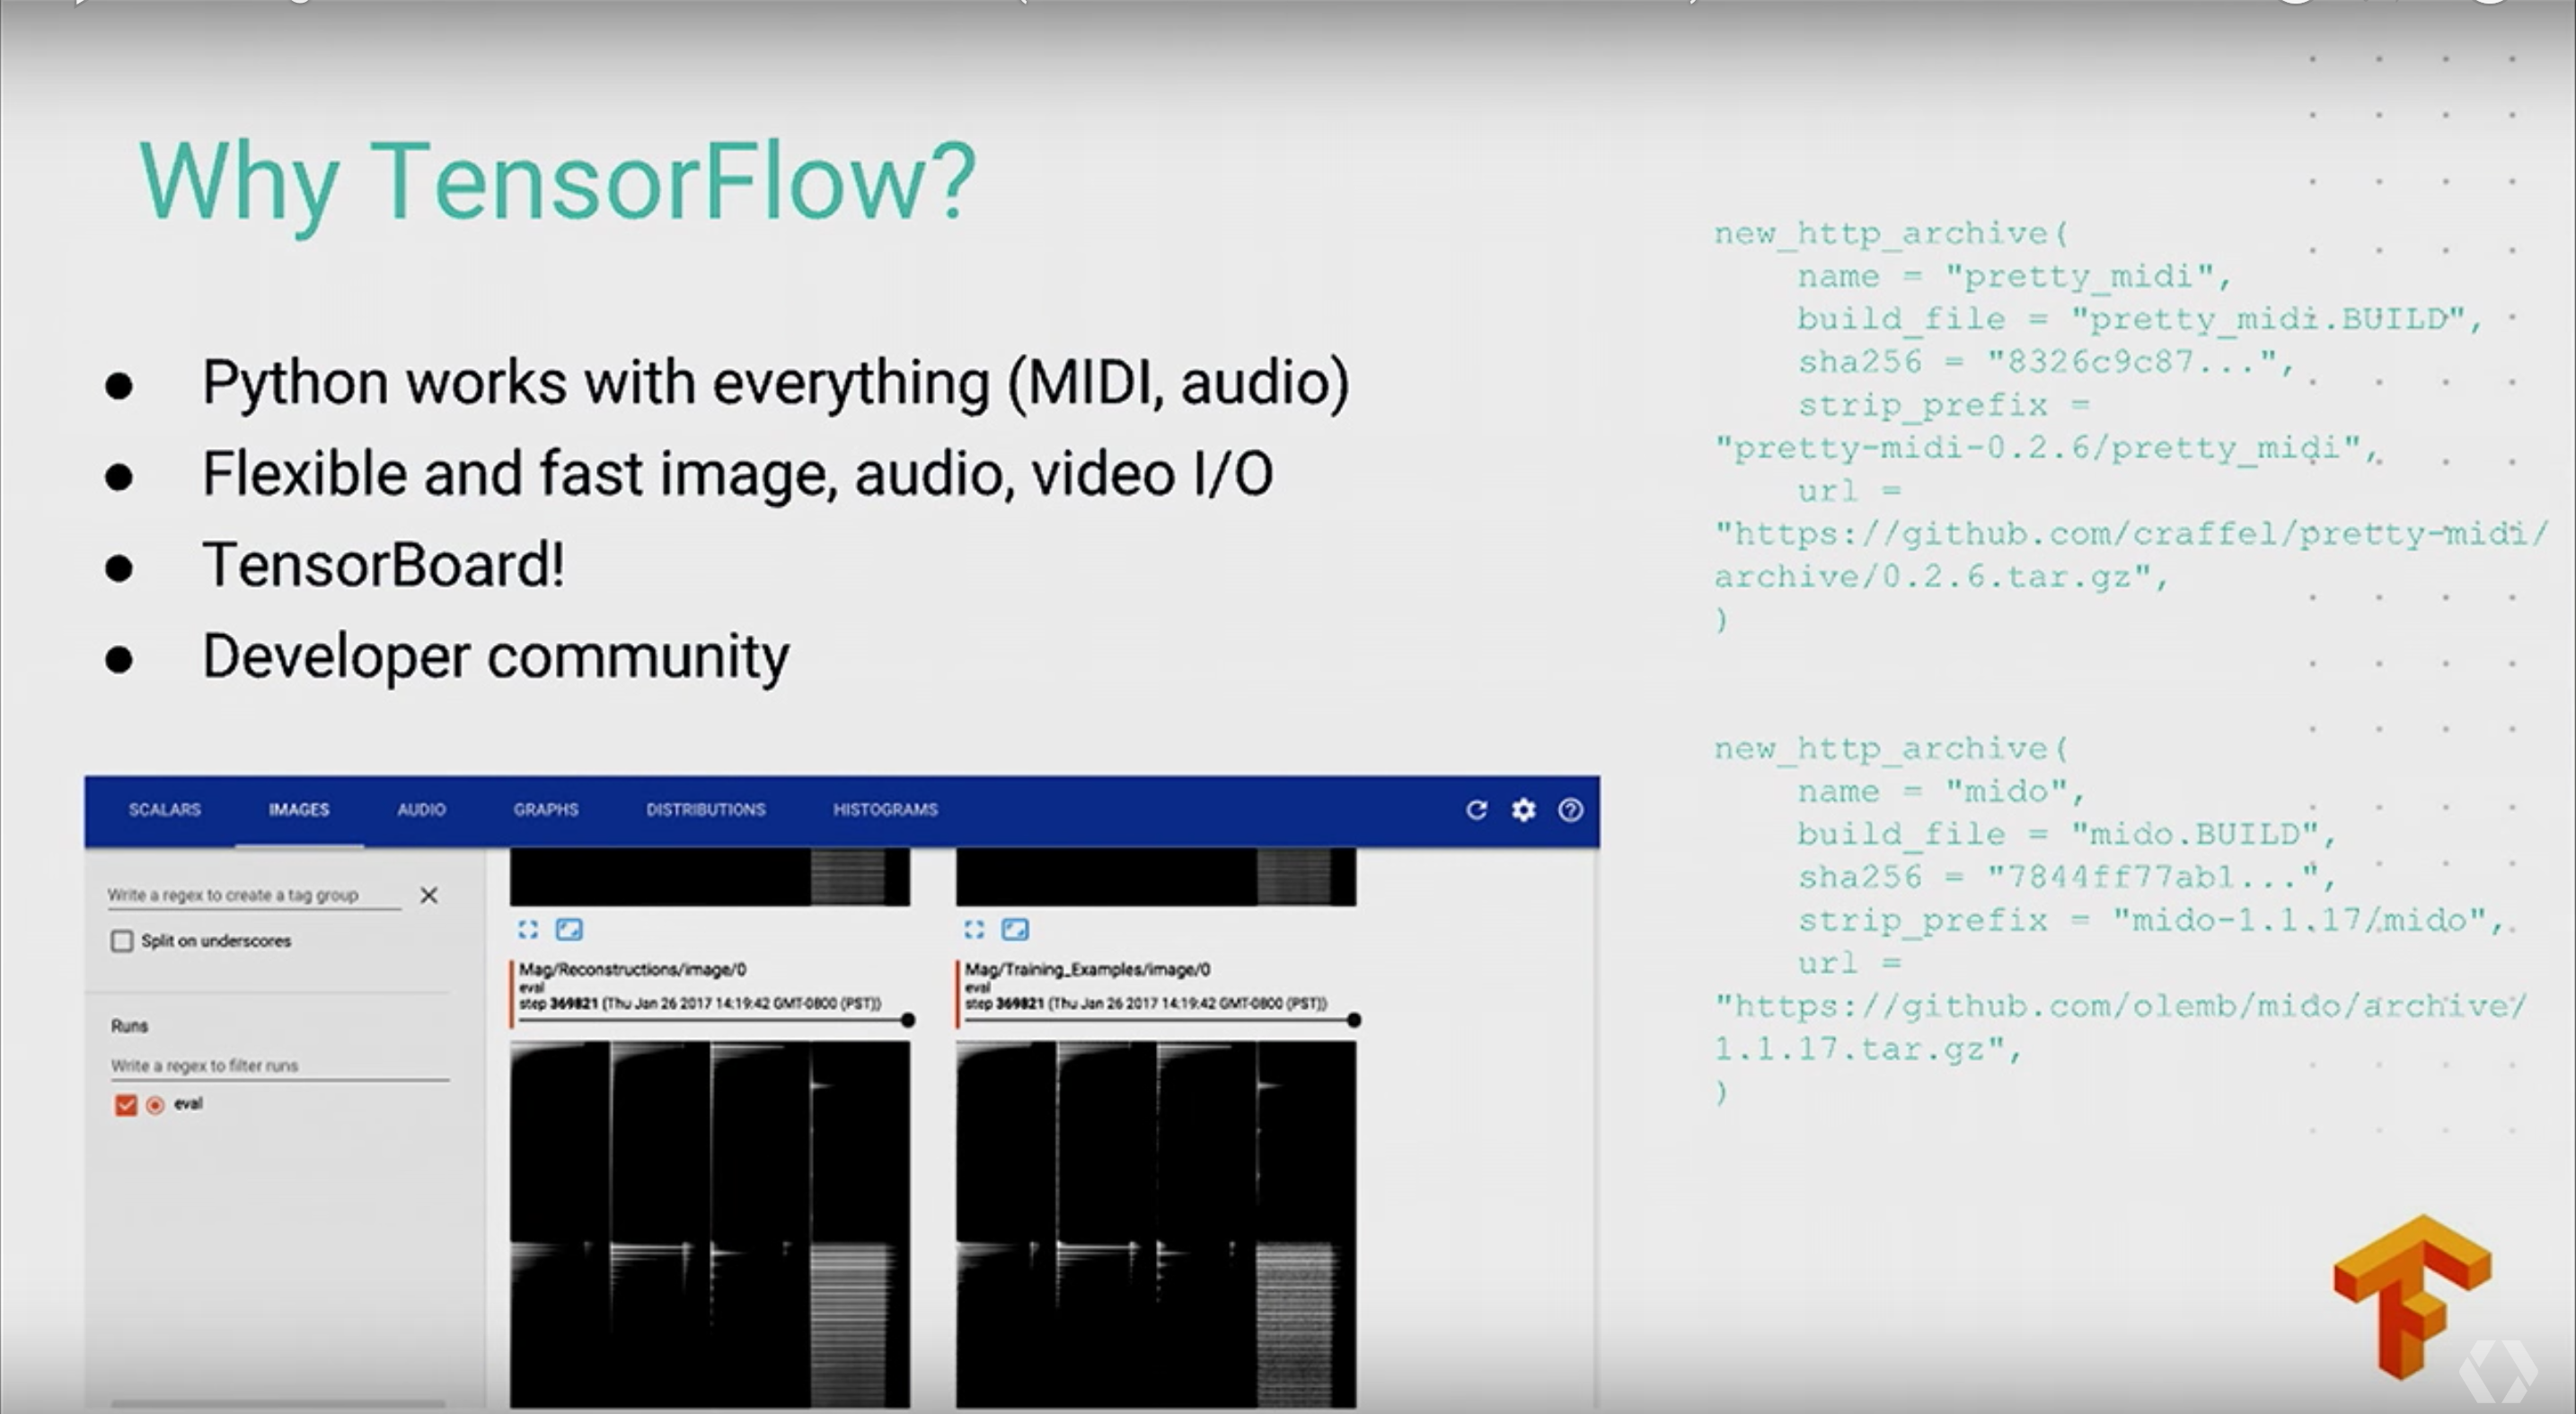 Why TensorFlow?
● Python works with everything (MIDI, audio)
● Flexible and fast image, audio, video I/O
● TensorBoard!
● Developer community
SCALARS IMAGES AUDIO GRAPHS DISTRIBUTIONS HISTOGRAMS
Write a regex to create a tag group
Split on underscores
Runs
Write a regex to filter runs
eval
Mag/Reconstructions/image/0
eval
step 369821 (Thu Jan 26 2017 14:19:42 GMT-0800 (PST))
Mag/Training_Examples/image/0
eval
step 369821 (Thu Jan 26 2017 14:19:42 GMT-0800 (PST))
new_http_archive(
name = "pretty_midi",
build_file = "pretty_midi.BUILD",
sha256 = "8326c9c87...",
strip_prefix =
"pretty-midi-0.2.6/pretty_midi",
url =
"https://github.com/craffel/pretty-midi/
archive/0.2.6.tar.gz",
)
new_http_archive(
name = "mido",
build_file = "mido.BUILD",
sha256 = "7844ff77ab1...",
strip_prefix = "mido-1.1.17/mido",
url =
"https://github.com/olemb/mido/archive/
1.1.17.tar.gz",
)